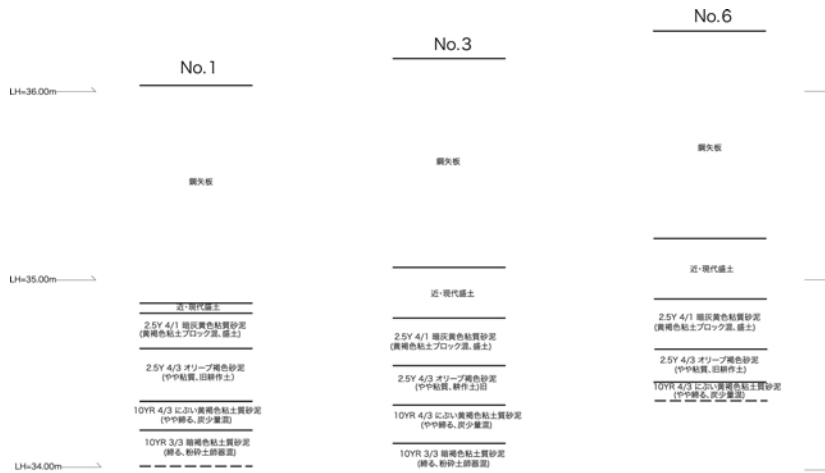 No.1
No.3
No.6
LH=36.00m
LH=35.00m
LH=34.00m
鋼矢板
近・現代盛土
2.5Y 4/1 暗灰黄色粘質砂泥
(黄褐色粘土ブロック混、盛土)
2.5Y 4/3 オリーブ褐色砂泥
(やや粘質、旧耕作土)
10YR 4/3 にぶい黄褐色粘土質砂泥
(やや締る、炭少量混)
10YR 3/3 暗褐色粘土質砂泥
(締る、粉砕土師器混)
鋼矢板
近・現代盛土
2.5Y 4/1 暗灰黄色粘質砂泥
(黄褐色粘土ブロック混、盛土)
2.5Y 4/3 オリーブ褐色砂泥
(やや粘質、耕作土)旧
10YR 4/3 にぶい黄褐色粘土質砂泥
(やや締る、炭少量混)
10YR 3/3 暗褐色粘土質砂泥
(締る、粉砕土師器混)
鋼矢板
近・現代盛土
2.5Y 4/1 暗灰黄色粘質砂泥
(黄褐色粘土ブロック混、盛土)
2.5Y 4/3 オリーブ褐色砂泥
(やや粘質、旧耕作土)
10YR 4/3 にぶい黄褐色粘土質砂泥
(やや締る、炭少量混)